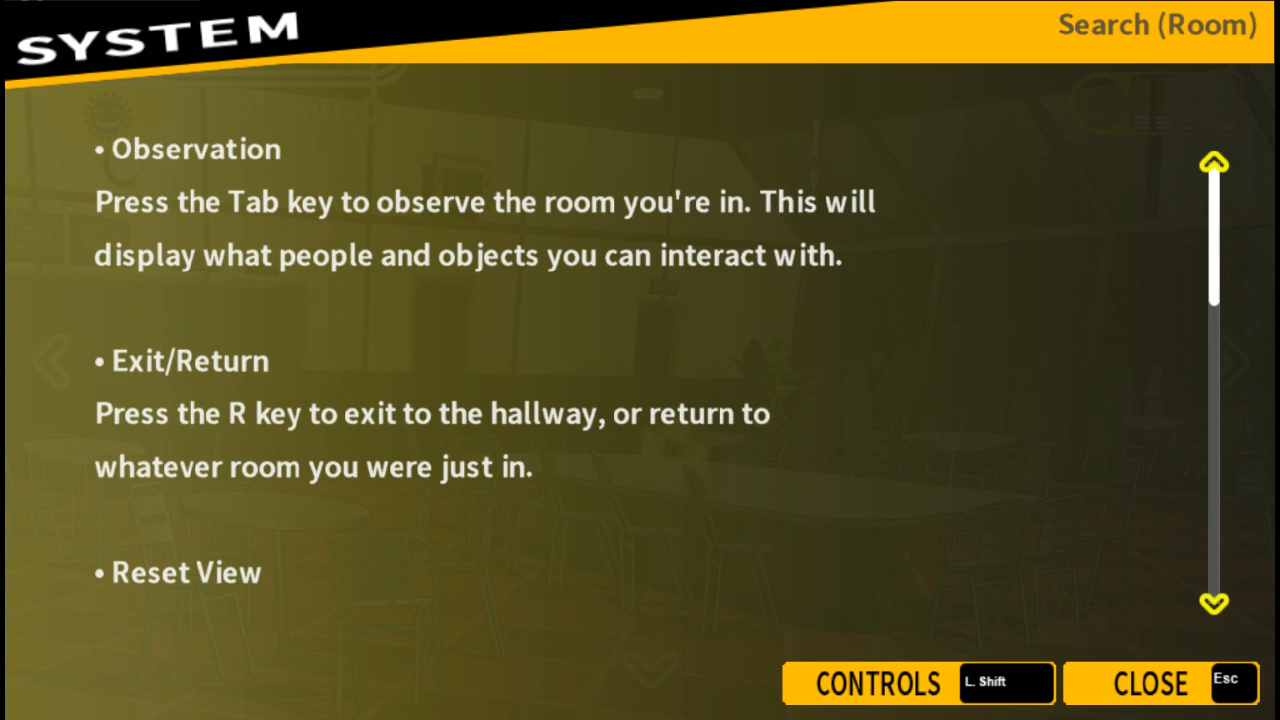 SYSTEM
Search (Room)
• Observation
Press the Tab key to observe the room you're in. This will
display what people and objects you can interact with.
• Exit/Return
Press the R key to exit to the hallway, or return to
whatever room you were just in.
• Reset View
CONTROLS L. Shift CLOSE Esc